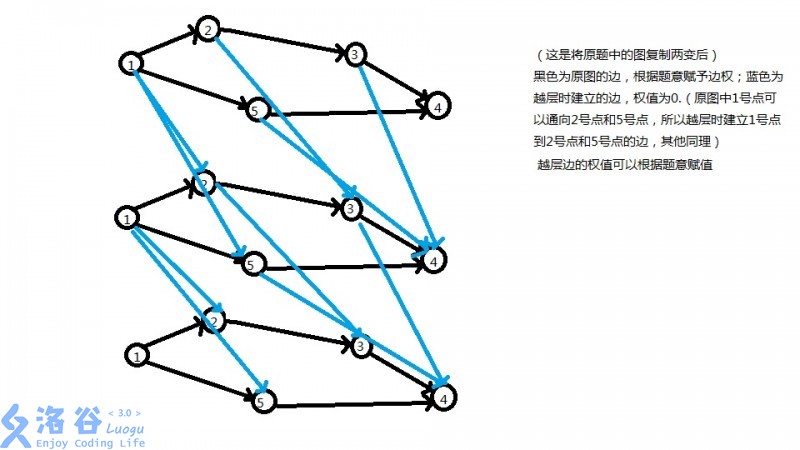 1
2
3
4
5
1
2
3
4
5
1
2
3
4
5
（这是将原题中的图复制两变后）
黑色为原图的边，根据题意赋予边权；蓝色为
越层时建立的边，权值为0.（原图中1号点可
以通向2号点和5号点，所以越层时建立1号点
到2号点和5号点的边，其他同理）
越层边的权值可以根据题意赋值
洛谷 < 3.0 >
Luogu
Enjoy Coding Life